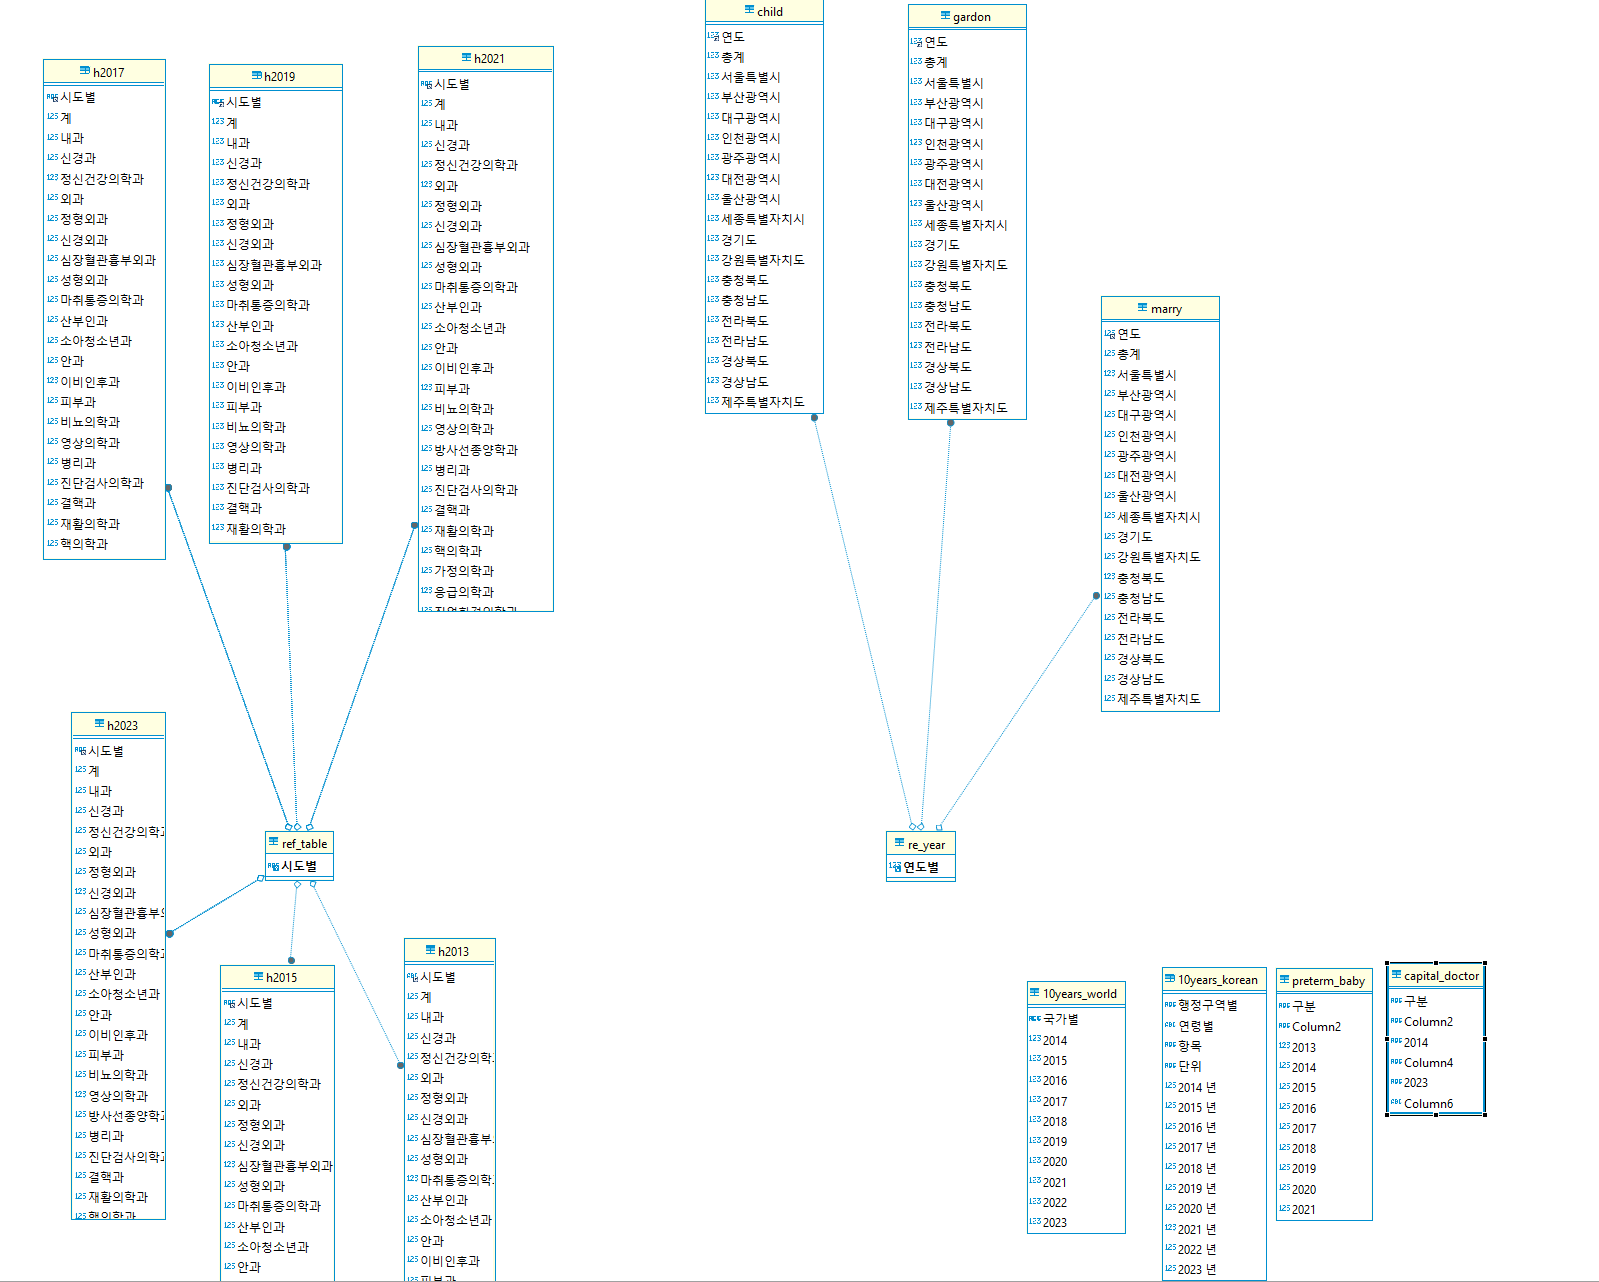 h2017
시도별
계
내과
신경과
정신건강의학과
외과
정형외과
신경외과
심장혈관흉부외과
성형외과
마취통증의학과
산부인과
소아청소년과
안과
이비인후과
피부과
비뇨의학과
영상의학과
병리과
진단검사의학과
결핵과
재활의학과
핵의학과
h2019
시도별
계
내과
신경과
정신건강의학과
외과
정형외과
신경외과
심장혈관흉부외과
성형외과
마취통증의학과
산부인과
소아청소년과
안과
이비인후과
피부과
비뇨의학과
영상의학과
병리과
진단검사의학과
결핵과
재활의학과
h2021
시도별
계
내과
신경과
정신건강의학과
외과
정형외과
신경외과
심장혈관흉부외과
성형외과
마취통증의학과
산부인과
소아청소년과
안과
이비인후과
피부과
비뇨의학과
영상의학과
방사선종양학과
병리과
진단검사의학과
결핵과
재활의학과
핵의학과
가정의학과
응급의학과
child
연도
총계
서울특별시
부산광역시
대구광역시
인천광역시
광주광역시
대전광역시
울산광역시
세종특별자치시
경기도
강원특별자치도
충청북도
충청남도
전라북도
전라남도
경상북도
경상남도
제주특별자치도
gardon
연도
총계
서울특별시
부산광역시
대구광역시
인천광역시
광주광역시
대전광역시
울산광역시
세종특별자치시
경기도
강원특별자치도
충청북도
충청남도
전라북도
전라남도
경상북도
경상남도
제주특별자치도
marry
연도
총계
서울특별시
부산광역시
대구광역시
인천광역시
광주광역시
대전광역시
울산광역시
세종특별자치시
경기도
강원특별자치도
충청북도
충청남도
전라북도
전라남도
경상북도
경상남도
제주특별자치도
h2023
시도별
계
내과
신경과
정신건강의학
외과
정형외과
신경외과
심장혈관흉부
성형외과
마취통증의학
산부인과
소아청소년과
안과
이비인후과
피부과
비뇨의학과
영상의학과
방사선종양학
병리과
진단검사의학
결핵과
재활의학과
핵의학과
ref_table
시도별
re_year
연도별
h2015
시도별
계
내과
신경과
정신건강의학과
외과
정형외과
신경외과
심장혈관흉부외과
성형외과
마취통증의학과
산부인과
소아청소년과
안과
h2013
시도별
계
내과
신경과
정신건강의학
외과
정형외과
신경외과
심장혈관흉부
성형외과
마취통증의학
산부인과
소아청소년과
안과
이비인후과
피부과
10years_world
국가별
2014
2015
2016
2017
2018
2019
2020
2021
2022
2023
10years_korean
행정구역별
연령별
항목
단위
2014 년
2015 년
2016 년
2017 년
2018 년
2019 년
2020 년
2021 년
2022 년
2023 년
preterm_baby
구분
Column2
2013
2014
2015
2016
2017
2018
2019
2020
2021
capital_doctor
구분
Column2
2014
Column4
2023
Column6